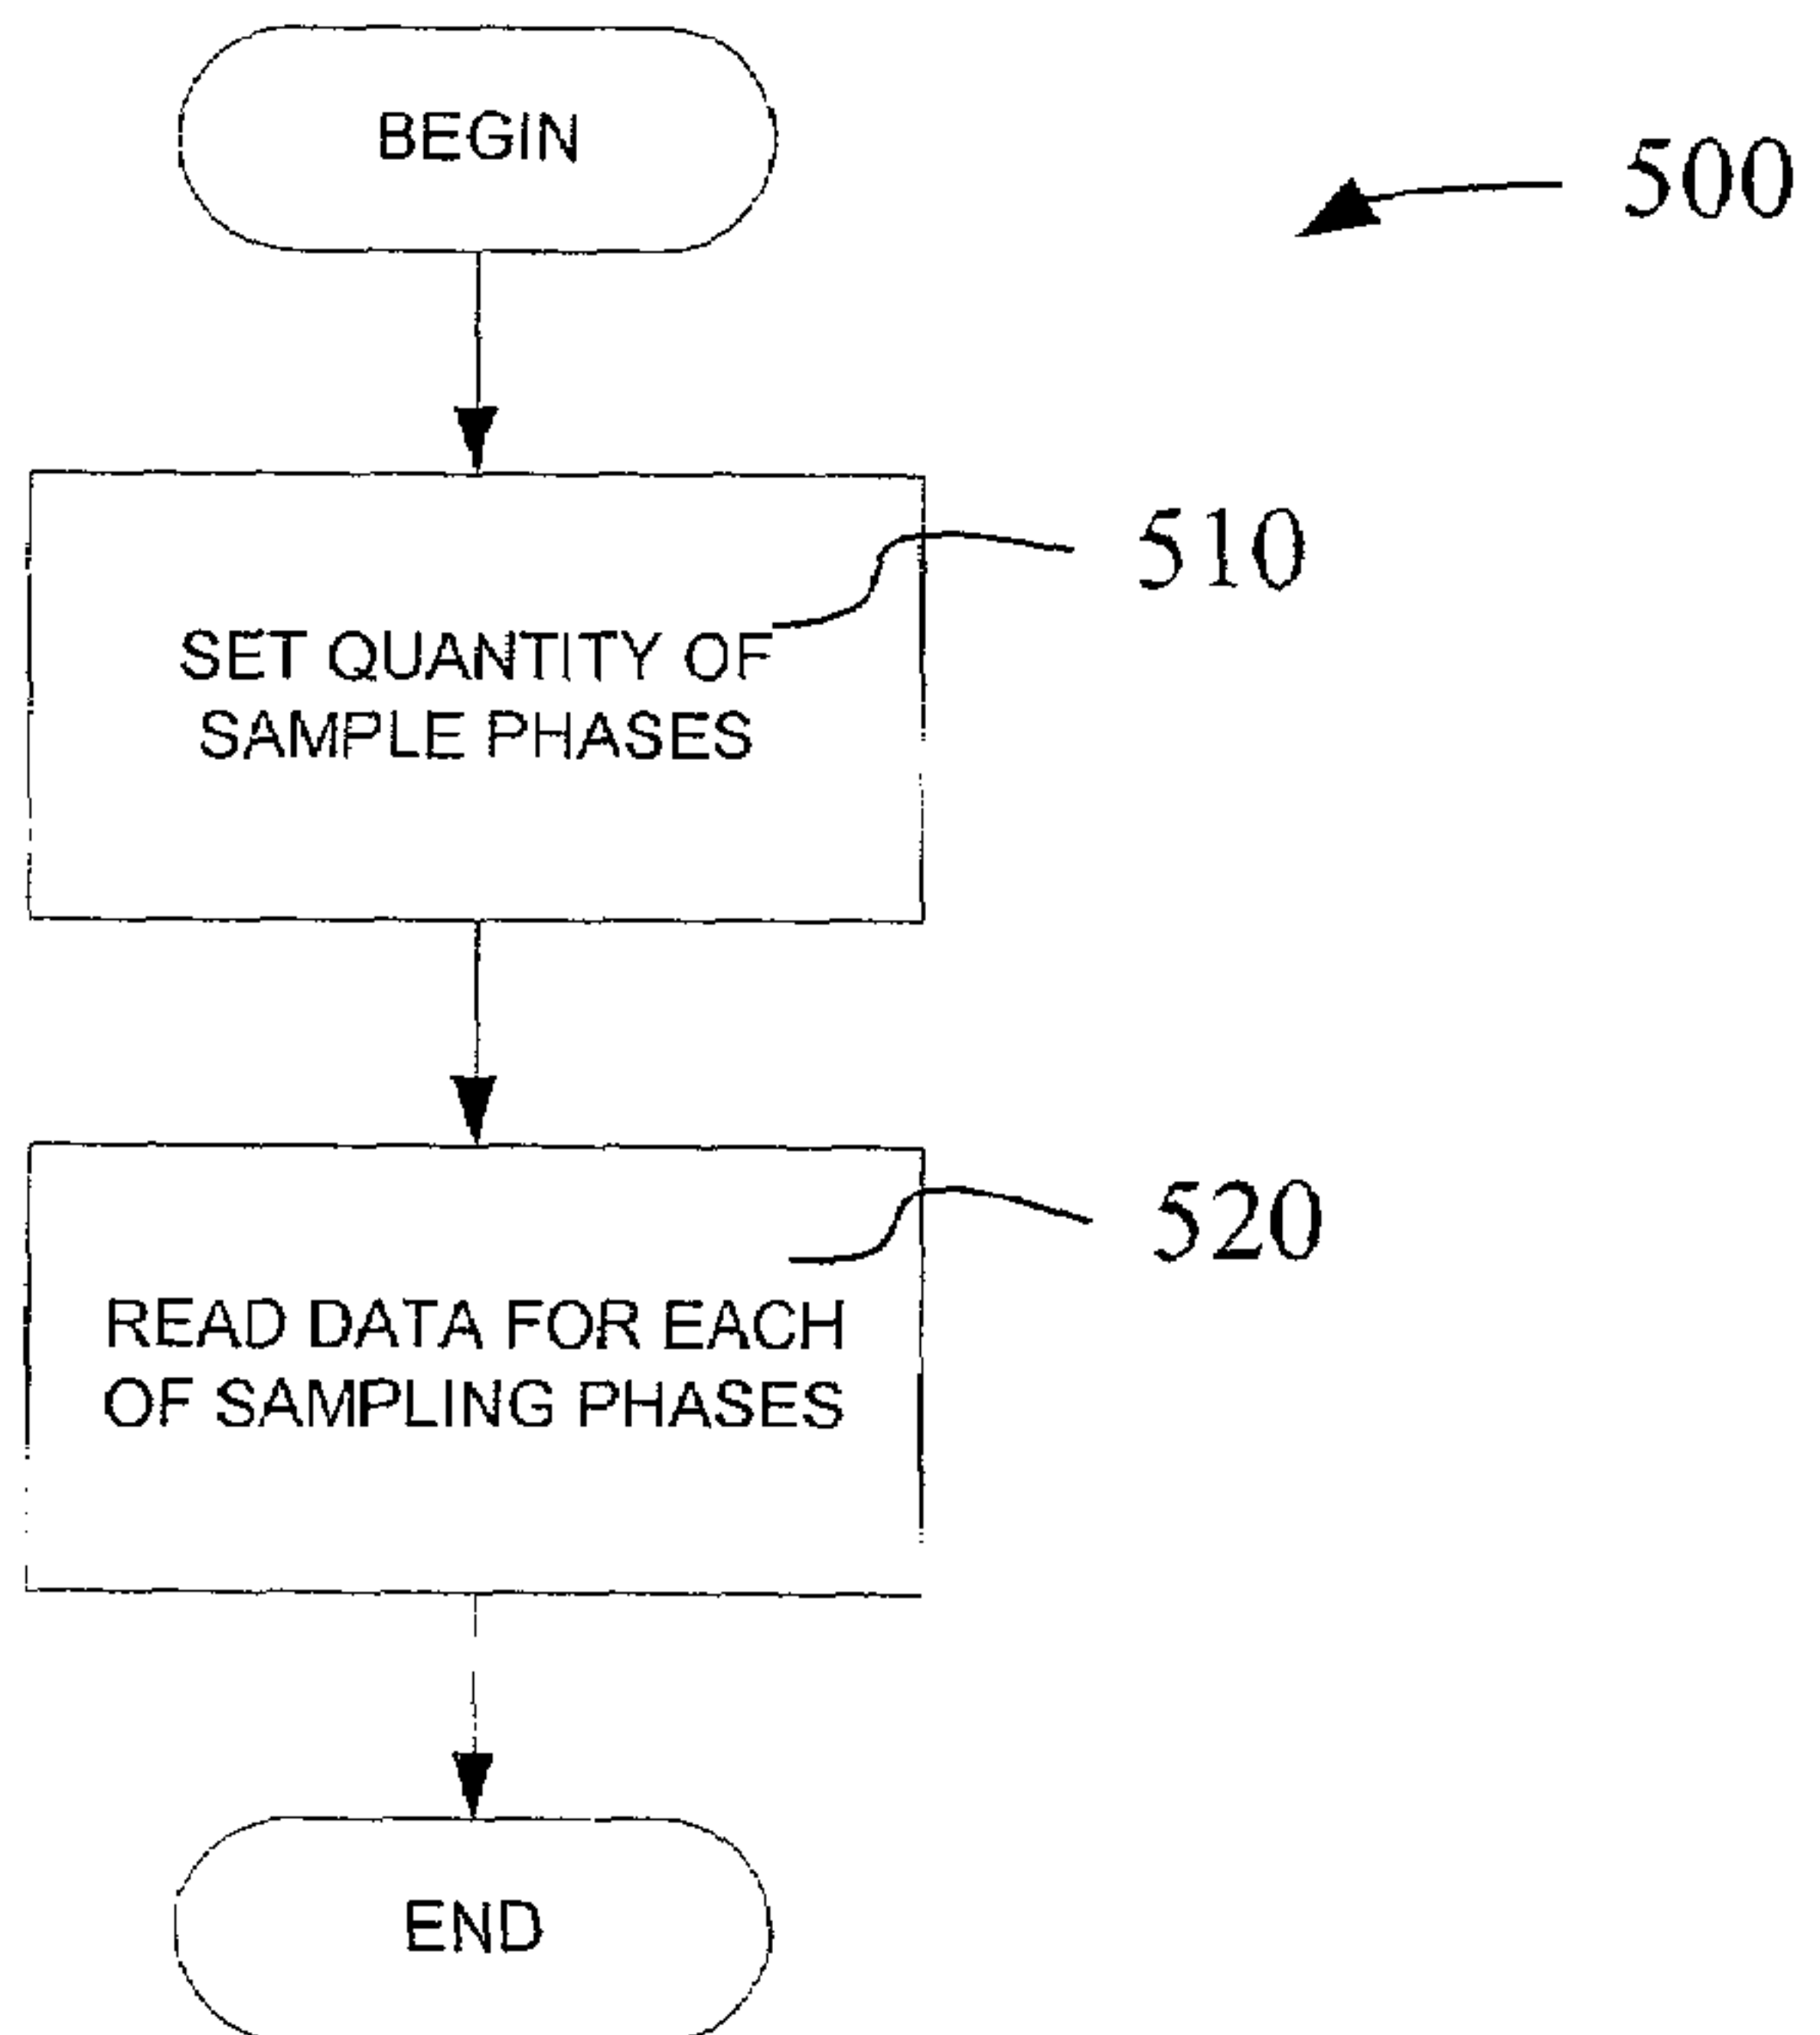 BEGIN
500
510
SET QUANTITY OF
SAMPLE PHASES
520
READ DATA FOR EACH
OF SAMPLING PHASES
END